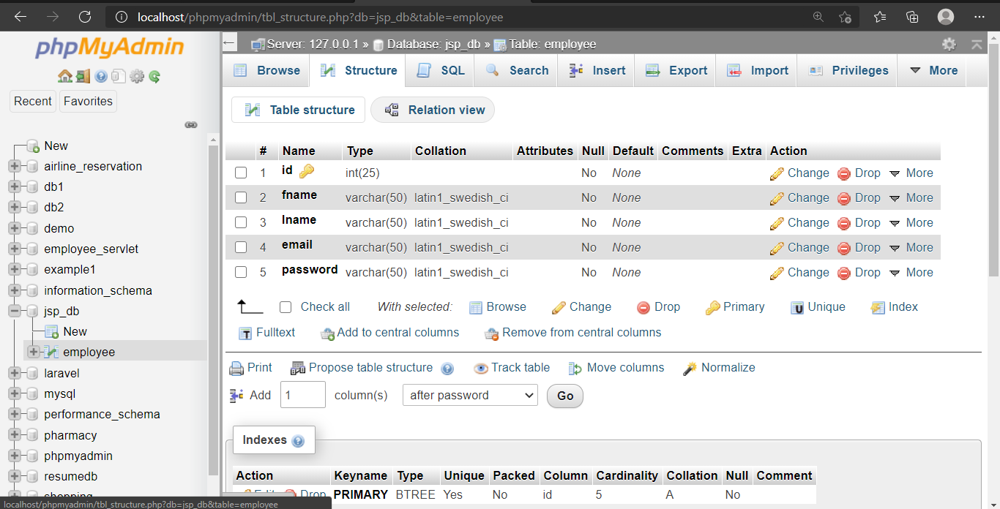 localhost/phpmyadmin/tbl_structure.php?db=jsp_db&table=employee
phpMyAdmin
Recent Favorites
New
airline_reservation
db1
db2
demo
employee_servlet
example1
information_schema
jsp_db
New
employee
laravel
mysql
performance_schema
pharmacy
phpmyadmin
resumedb
shopping
Server: 127.0.0.1 » Database: jsp_db » Table: employee
Browse Structure SQL Search Insert Export Import Privileges More
Table structure Relation view
# Name Type Collation Attributes Null Default Comments Extra Action
1 id int(25) No None Change Drop More
2 fname varchar(50) latin1_swedish_ci No None Change Drop More
3 lname varchar(50) latin1_swedish_ci No None Change Drop More
4 email varchar(50) latin1_swedish_ci No None Change Drop More
5 password varchar(50) latin1_swedish_ci No None Change Drop More
Check all With selected: Browse Change Drop Primary U Unique Index
T Fulltext Add to central columns Remove from central columns
Print Propose table structure Track table Move columns Normalize
Add 1 column(s) after password Go
Indexes
Action Keyname Type Unique Packed Column Cardinality Collation Null Comment
Edit Drop PRIMARY BTREE Yes No id 5 A No
localhost/phpmyadmin/tbl_structure.php?db=jsp_db&table=employee